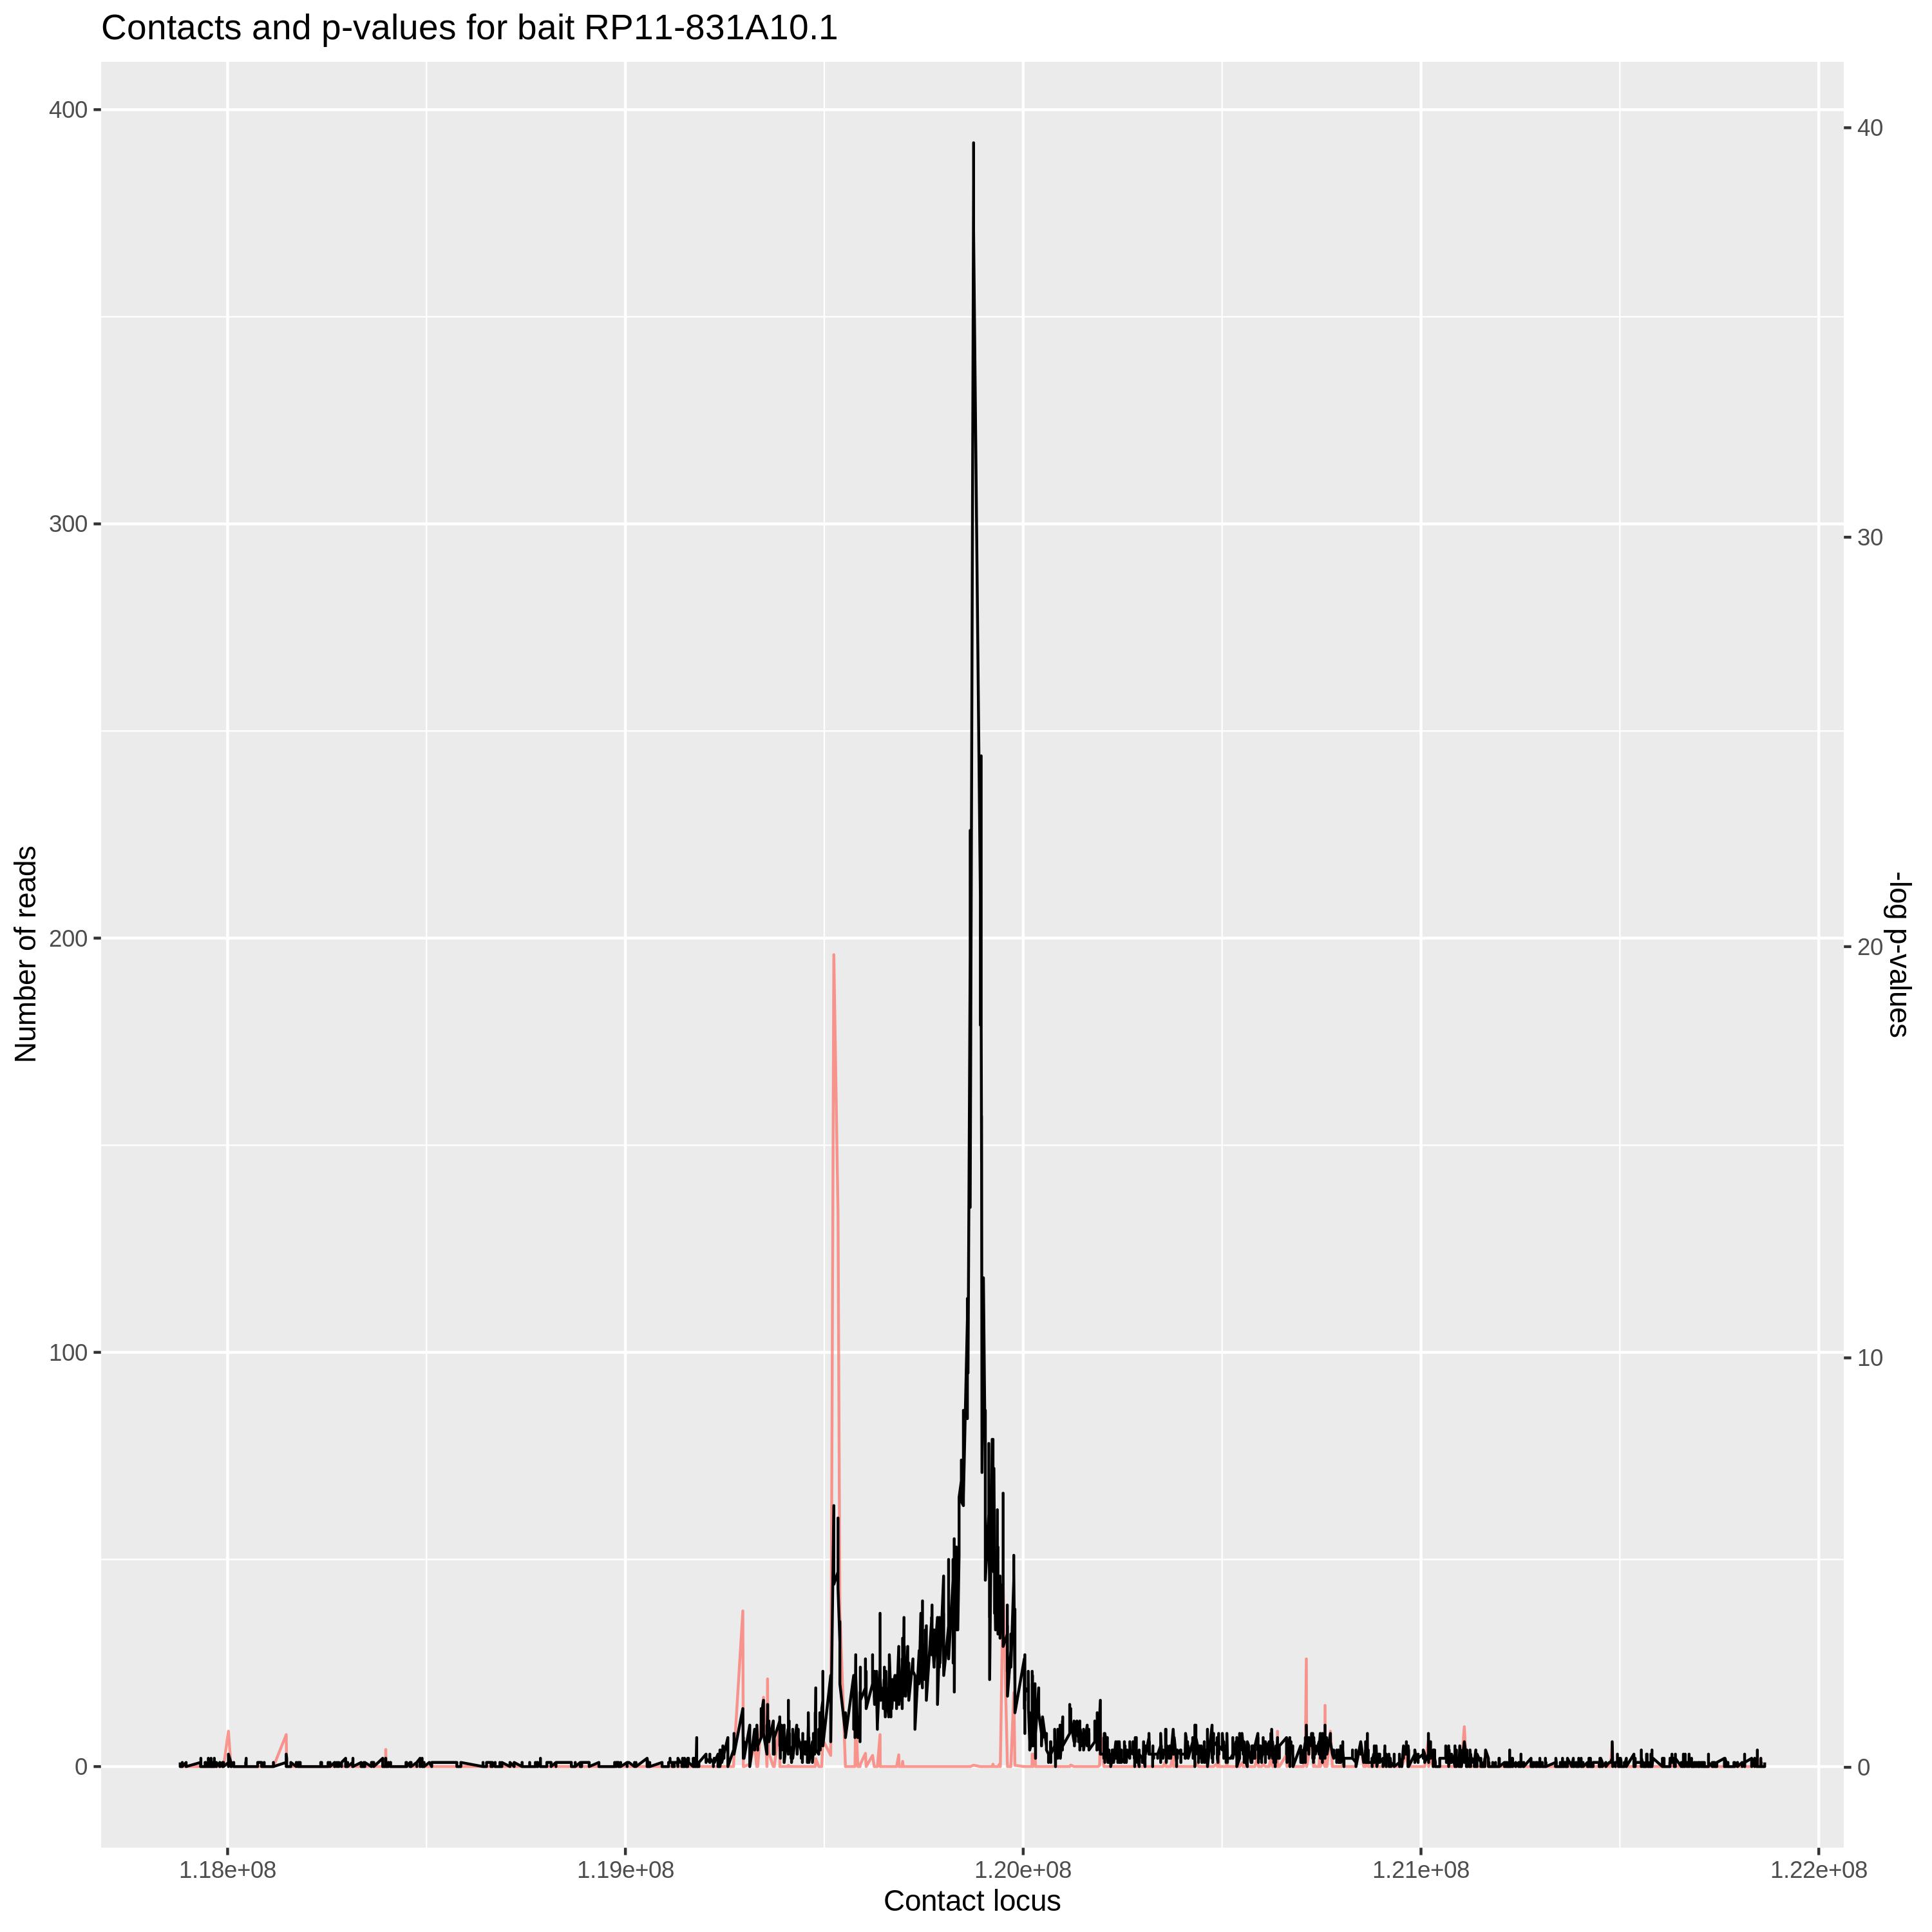 Contacts and p-values for bait RP11-831A10.1
400
300
200
100
0
Number of reads
40
30
20
10
0
-log p-values
1.18e+08
1.19e+08
1.20e+08
1.21e+08
1.22e+08
Contact locus